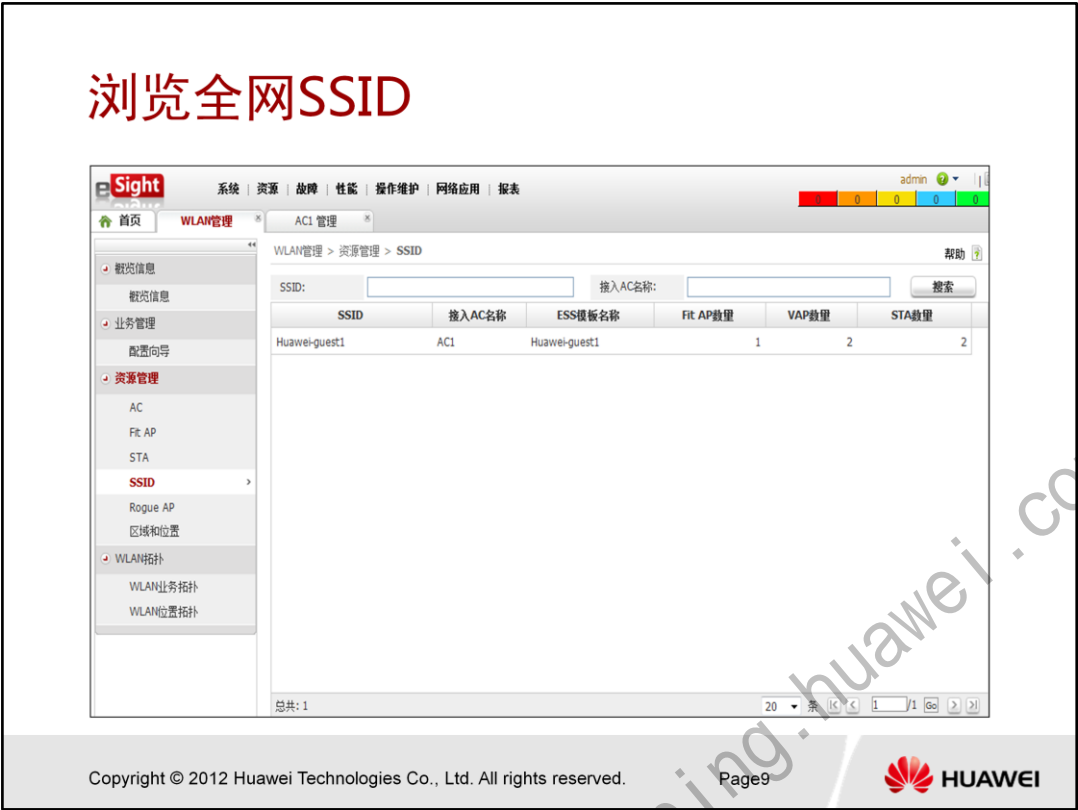 浏览全网SSID
eSight
系统 | 资源 | 故障 | 性能 | 操作维护 | 网络应用 | 报表
admin
0 0 0 0 0
首页 WLAN管理 AC1 管理
WLAN管理 > 资源管理 > SSID
帮助
概览信息
概览信息
业务管理
配置向导
资源管理
AC
Fit AP
STA
SSID
Rogue AP
区域和位置
WLAN拓扑
WLAN业务拓扑
WLAN位置拓扑
SSID: 接入AC名称: 搜索
SSID 接入AC名称 ESS模板名称 Fit AP数量 VAP数量 STA数量
Huawei-guest1 AC1 Huawei-guest1 1 2 2
总共: 1
20 条 1 /1 Go
Copyright © 2012 Huawei Technologies Co., Ltd. All rights reserved.
Page9
HUAWEI
ing.huawei.co